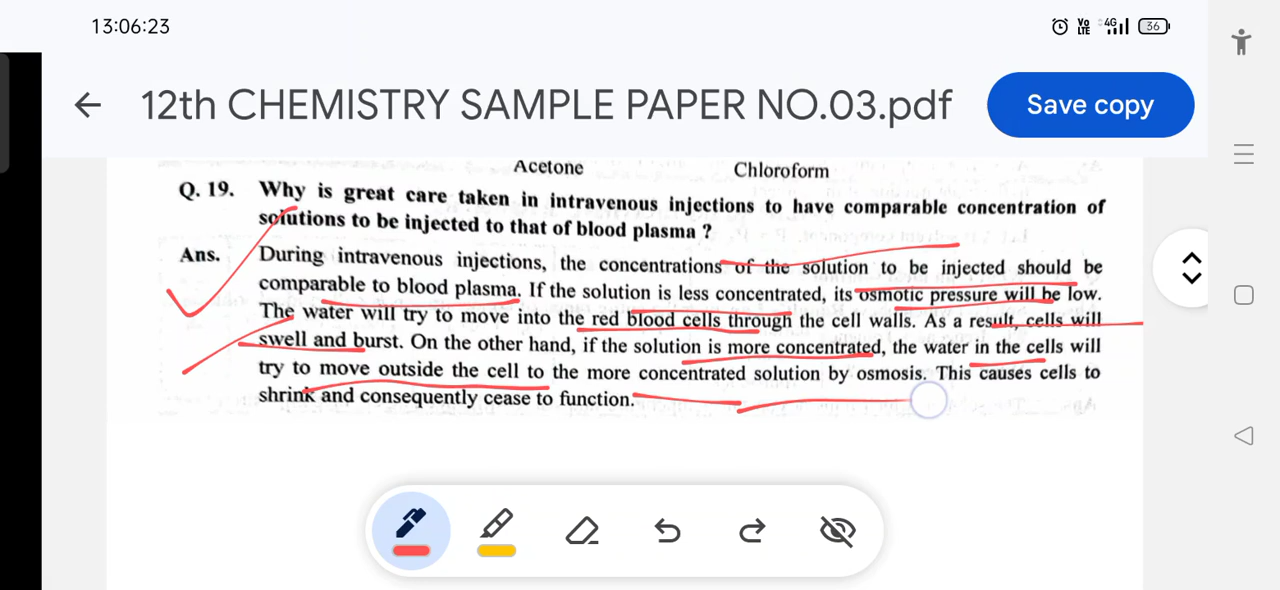 13:06:23
Vo LTE 4G 36
12th CHEMISTRY SAMPLE PAPER NO.03.pdf
Save copy
Acetone Chloroform
Q. 19. Why is great care taken in intravenous injections to have comparable concentration of
solutions to be injected to that of blood plasma ?
Ans. During intravenous injections, the concentrations of the solution to be injected should be
comparable to blood plasma. If the solution is less concentrated, its osmotic pressure will be low.
The water will try to move into the red blood cells through the cell walls. As a result, cells will
swell and burst. On the other hand, if the solution is more concentrated, the water in the cells will
try to move outside the cell to the more concentrated solution by osmosis. This causes cells to
shrink and consequently cease to function.